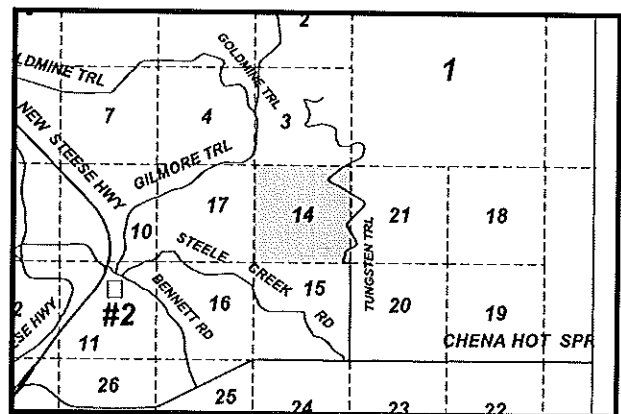 2
GOLDMINE TRL
LDMINE TRL
1
7
4
3
NEW STEESE HWY
GILMORE TRL
17
14
21
18
10
STEELE CREEK RD
TUNGSTEN TRL
BENNETT RD
16
15
20
19
2
#2
ESE HWY
11
CHENA HOT SPR
26
25
24
23
22